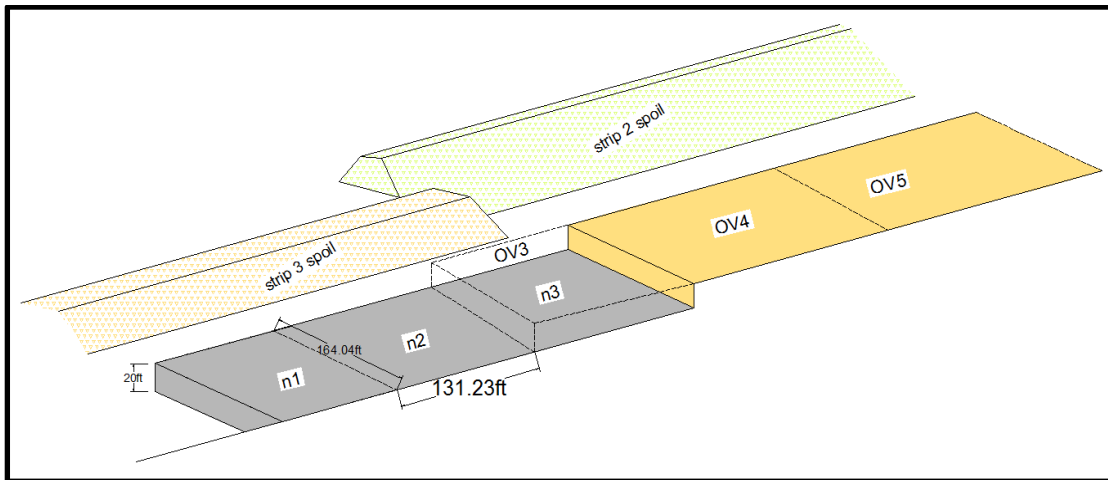 strip 2 spoil
OV5
OV4
OV3
strip 3 spoil
n3
n2
164.04ft
n1
20ft
131.23ft